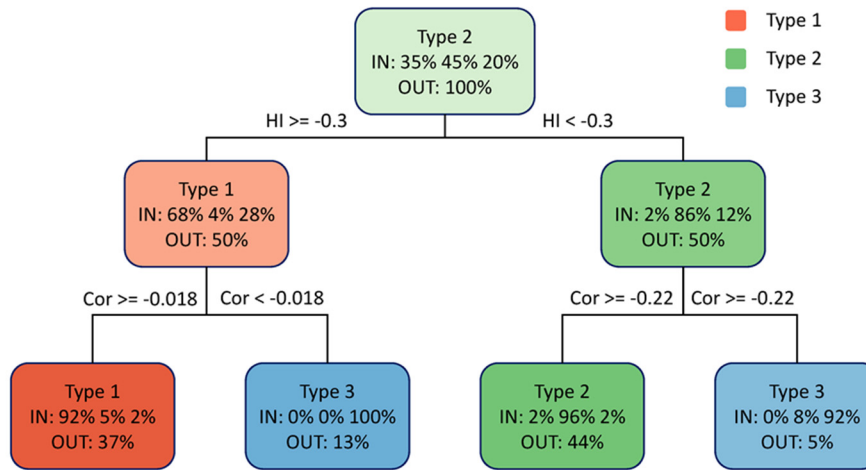 Type 2
IN: 35% 45% 20%
OUT: 100%
Type 1
Type 2
Type 3
HI >= -0.3
HI < -0.3
Type 1
IN: 68% 4% 28%
OUT: 50%
Type 2
IN: 2% 86% 12%
OUT: 50%
Cor >= -0.018
Cor < -0.018
Cor >= -0.22
Cor >= -0.22
Type 1
IN: 92% 5% 2%
OUT: 37%
Type 3
IN: 0% 0% 100%
OUT: 13%
Type 2
IN: 2% 96% 2%
OUT: 44%
Type 3
IN: 0% 8% 92%
OUT: 5%